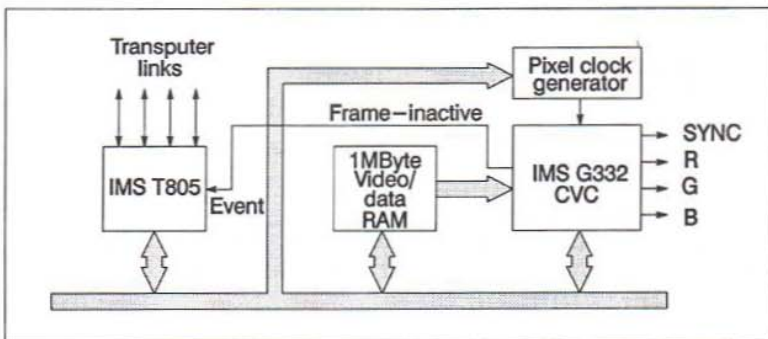 Transputer
links
Pixel clock
generator
Frame-inactive
IMS T805
Event
1MByte
Video/
data
RAM
IMS G332
CVC
SYNC
R
G
B